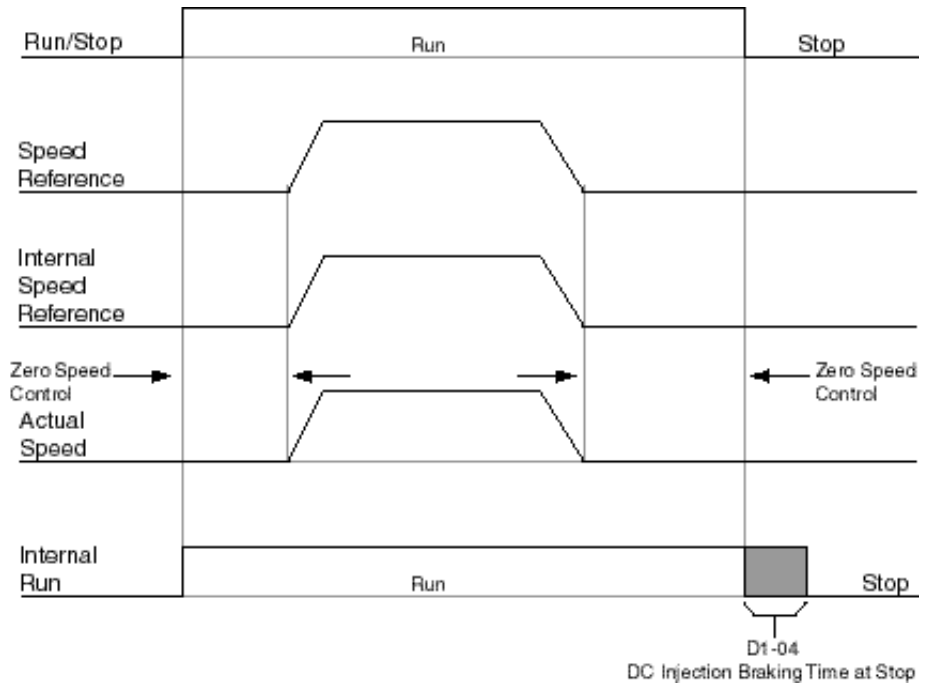 Run/Stop
Run
Stop
Speed
Reference
Internal
Speed
Reference
Zero Speed
Control
Zero Speed
Control
Actual
Speed
Internal
Run
Run
Stop
D1-04
DC Injection Braking Time at Stop